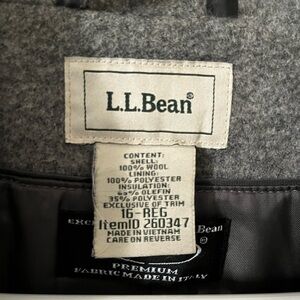 L.L.Bean®
CONTENT:
SHELL:
100% WOOL
LINING:
100% POLYESTER
INSULATION:
65% OLEFIN
35% POLYESTER
EXCLUSIVE OF TRIM
16-REG
ItemID 260347
MADE IN VIETNAM
CARE ON REVERSE
Bean
®
PREMIUM
FABRIC MADE IN ITALY